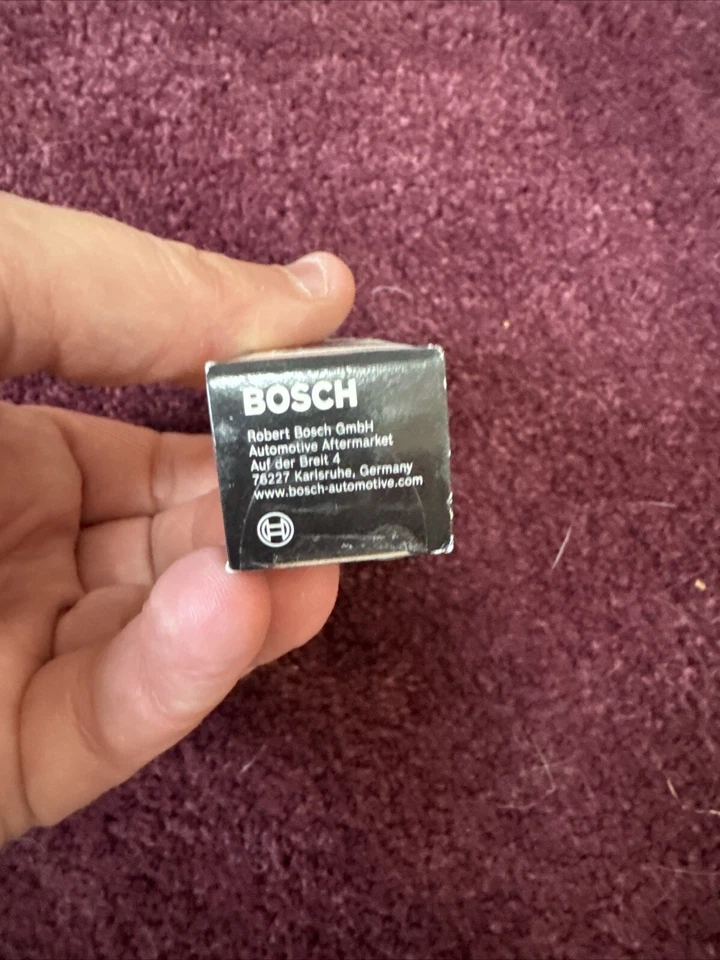 BOSCH
Robert Bosch GmbH
Automotive Aftermarket
Auf der Breit 4
76227 Karlsruhe, Germany
www.bosch-automotive.com